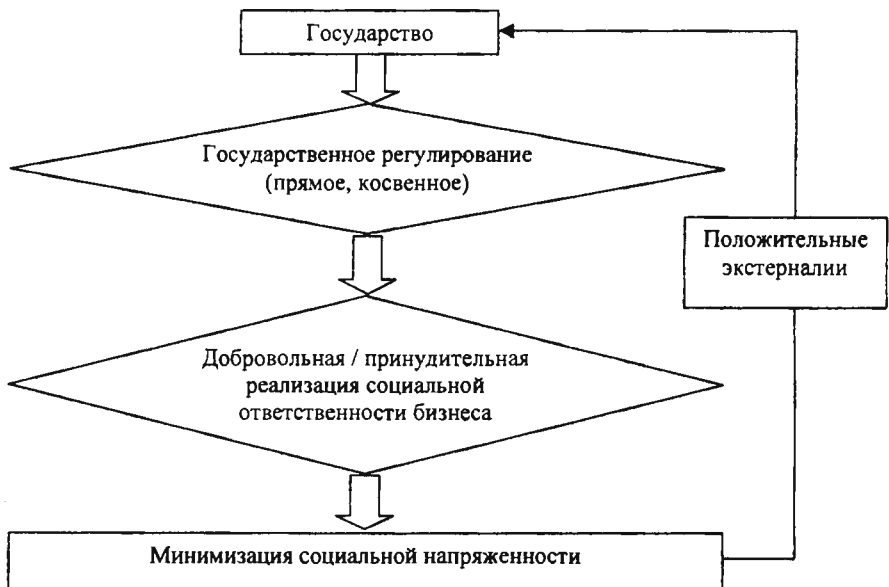 Государство
Государственное регулирование
(прямое, косвенное)
Положительные
экстерналии
Добровольная / принудительная
реализация социальной
ответственности бизнеса
Минимизация социальной напряженности